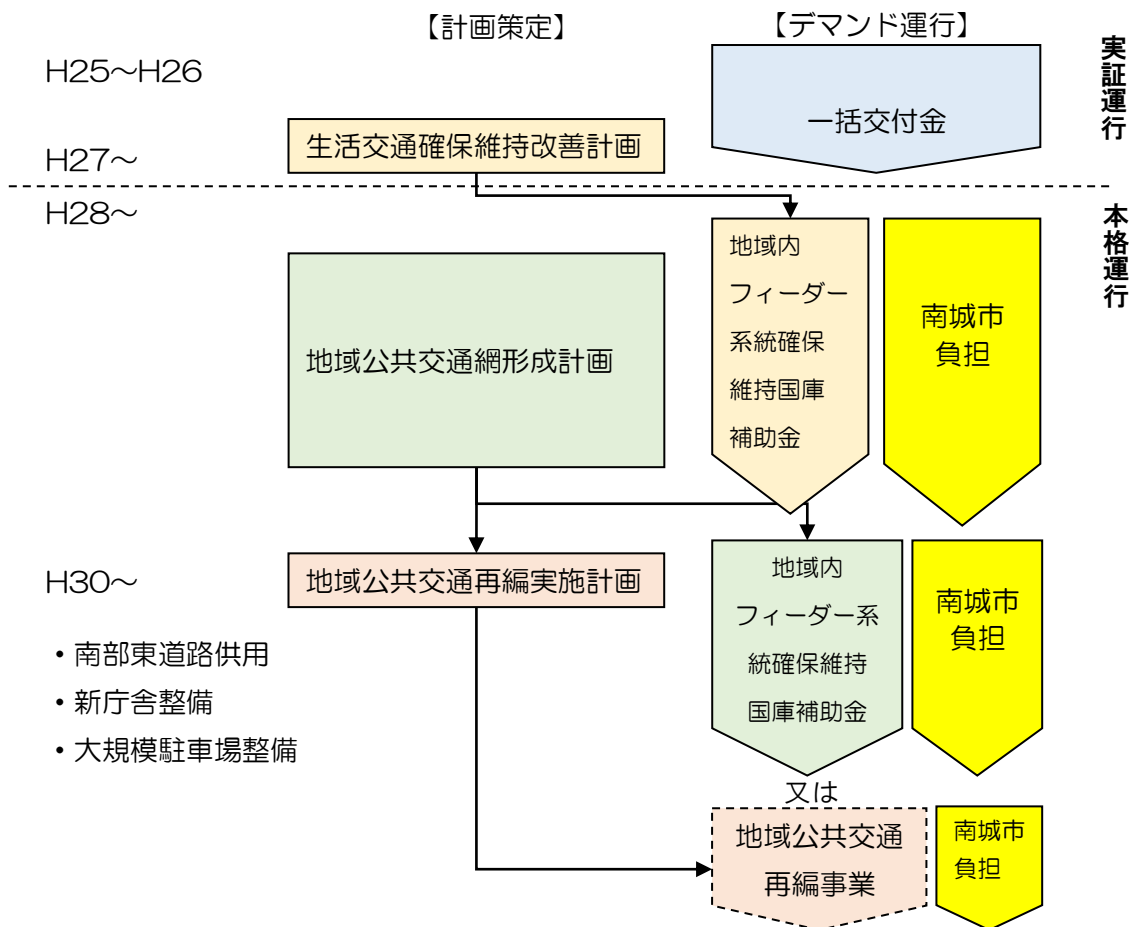 【計画策定】
【デマンド運行】
H25~H26
一括交付金
実証運行
H27~
生活交通確保維持改善計画
H28~
本格運行
地域公共交通網形成計画
地域内
フィーダー
系統確保
維持国庫
補助金
南城市
負担
H30~
・南部東道路供用
・新庁舎整備
・大規模駐車場整備
地域公共交通再編実施計画
地域内
フィーダー系
統確保維持
国庫補助金
南城市
負担
又は
地域公共交通
再編事業
南城市
負担